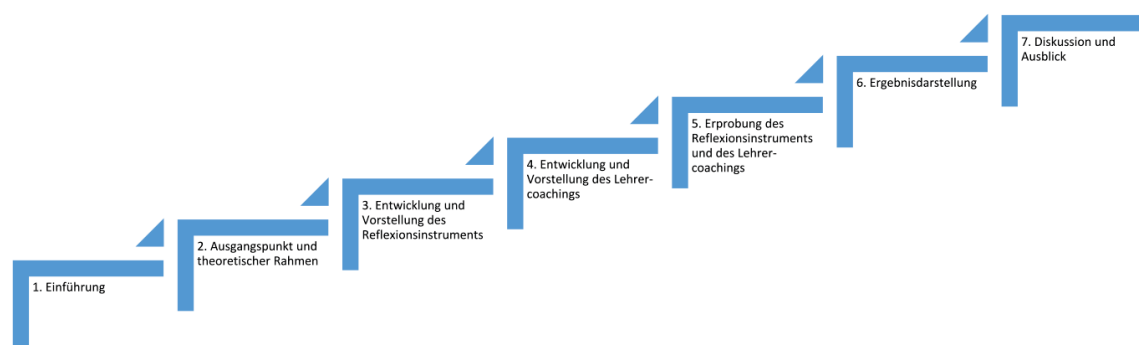 1. Einführung
2. Ausgangspunkt und
theoretischer Rahmen
3. Entwicklung und
Vorstellung des
Reflexionsinstruments
4. Entwicklung und
Vorstellung des Lehrer-
coachings
5. Erprobung des
Reflexionsinstruments
und des Lehrer-
coachings
6. Ergebnisdarstellung
7. Diskussion und
Ausblick